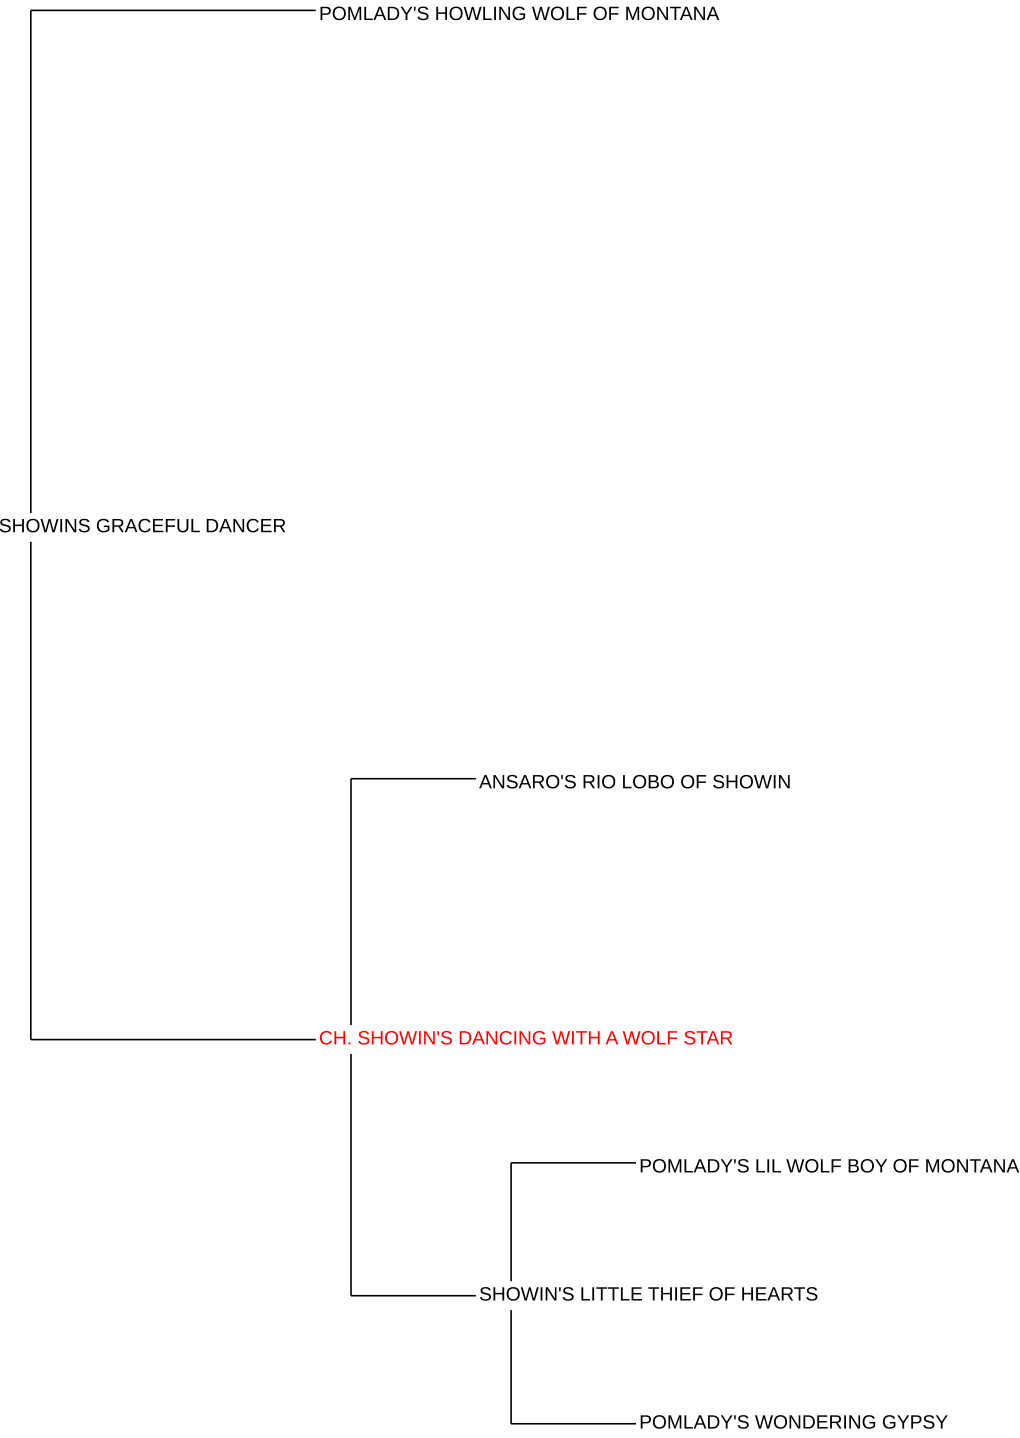 POMLADY'S HOWLING WOLF OF MONTANA
SHOWINS GRACEFUL DANCER
ANSARO'S RIO LOBO OF SHOWIN
CH. SHOWIN'S DANCING WITH A WOLF STAR
POMLADY'S LIL WOLF BOY OF MONTANA
SHOWIN'S LITTLE THIEF OF HEARTS
POMLADY'S WONDERING GYPSY